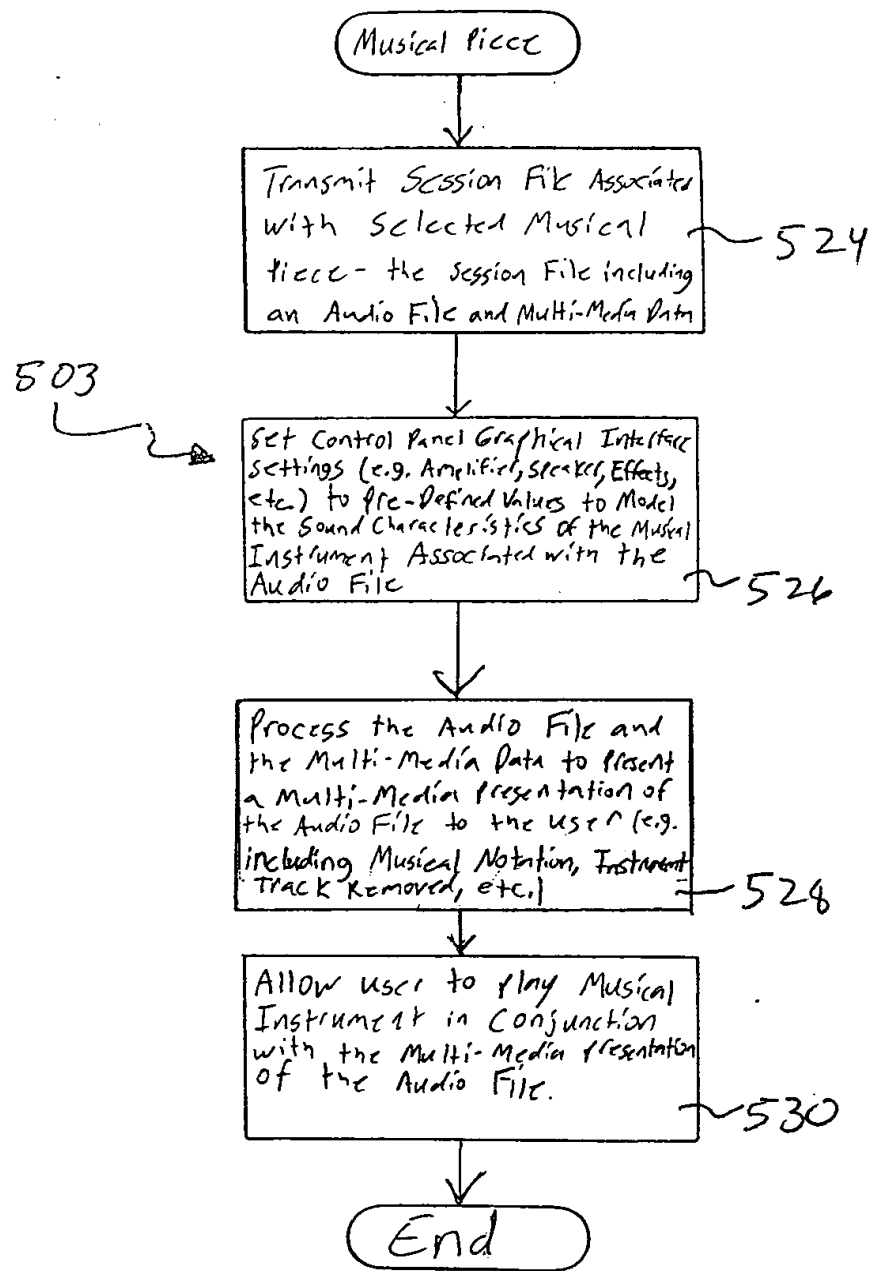 Musical Piece
Transmit Session File Associated
with Selected Musical
Piece - the Session File including
an Audio File and Multi-Media Data
524
503
Set Control Panel Graphical Interface
Settings (e.g. Amplifier, Speaker, Effects,
etc.) to Pre-Defined Values to Model
the Sound Characteristics of the Musical
Instrument Associated with the
Audio File
526
Process the Audio File and
the Multi-Media Data to Present
a Multi-Media Presentation of
the Audio File to the user (e.g.
including Musical Notation, Instrument
Track Removed, etc.)
528
Allow user to play Musical
Instrument in Conjunction
with the Multi-Media presentation
of the Audio File.
530
End